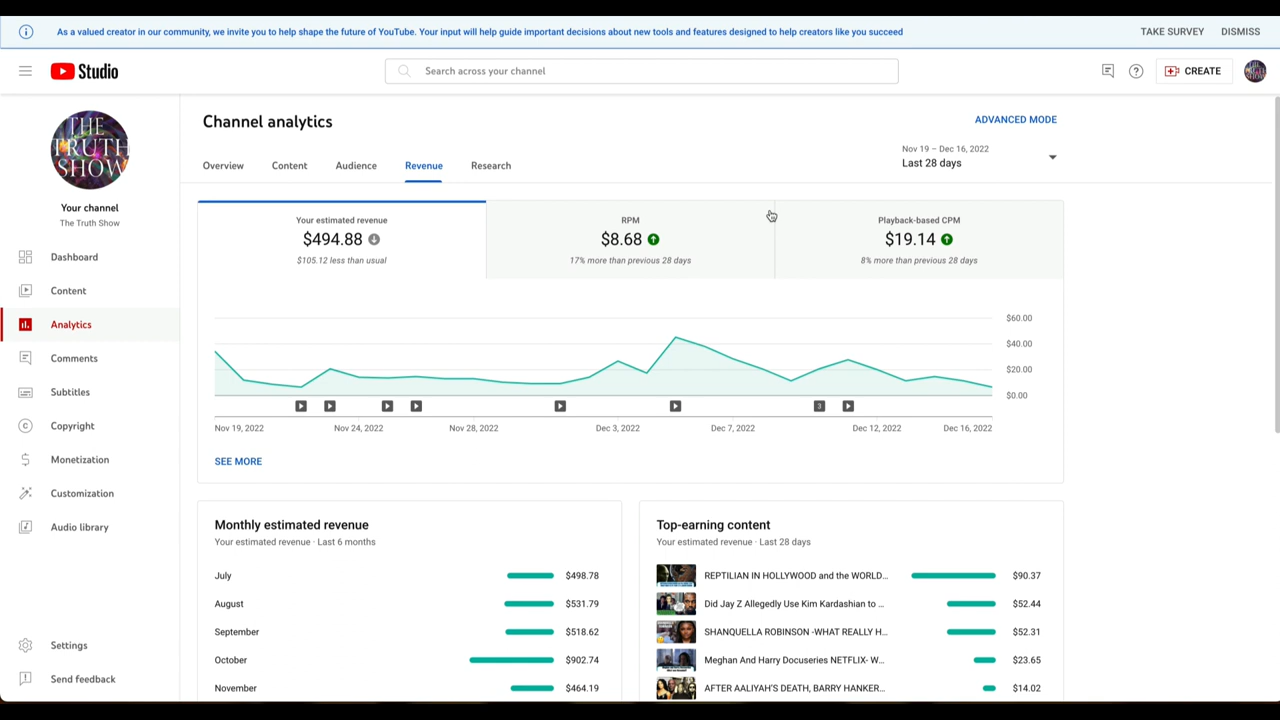 As a valued creator in our community, we invite you to help shape the future of YouTube. Your input will help guide important decisions about new tools and features designed to help creators like you succeed
TAKE SURVEY
DISMISS
Studio
Search across your channel
CREATE
THE TRUTH SHOW
Your channel
The Truth Show
Dashboard
Content
Analytics
Comments
Subtitles
Copyright
Monetization
Customization
Audio library
Settings
Send feedback
Channel analytics
ADVANCED MODE
Overview
Content
Audience
Revenue
Research
Nov 19 – Dec 16, 2022
Last 28 days
Your estimated revenue
$494.88
$105.12 less than usual
RPM
$8.68
17% more than previous 28 days
Playback-based CPM
$19.14
8% more than previous 28 days
$60.00
$40.00
$20.00
$0.00
3
Nov 19, 2022
Nov 24, 2022
Nov 28, 2022
Dec 3, 2022
Dec 7, 2022
Dec 12, 2022
Dec 16, 2022
SEE MORE
Monthly estimated revenue
Your estimated revenue · Last 6 months
July $498.78
August $531.79
September $518.62
October $902.74
November $464.19
Top-earning content
Your estimated revenue · Last 28 days
REPTILIAN IN HOLLYWOOD and the WORLD... $90.37
Did Jay Z Allegedly Use Kim Kardashian to ... $52.44
SHANQUELLA ROBINSON -WHAT REALLY H... $52.31
Meghan And Harry Docuseries NETFLIX- W... $23.65
AFTER AALIYAH'S DEATH, BARRY HANKER... $14.02